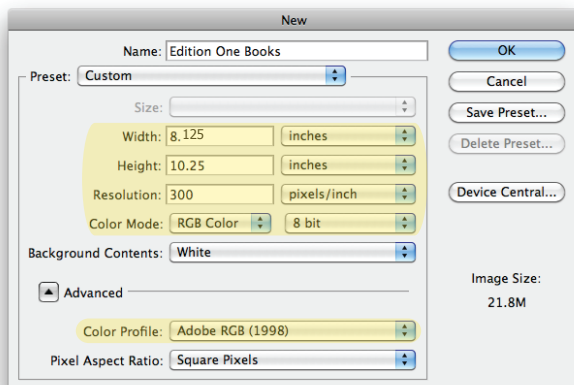 New
Name: Edition One Books
OK
Preset: Custom
Cancel
Size:
Save Preset...
Width: 8.125 inches
Delete Preset...
Height: 10.25 inches
Resolution: 300 pixels/inch
Device Central...
Color Mode: RGB Color 8 bit
Background Contents: White
Image Size:
21.8M
Advanced
Color Profile: Adobe RGB (1998)
Pixel Aspect Ratio: Square Pixels